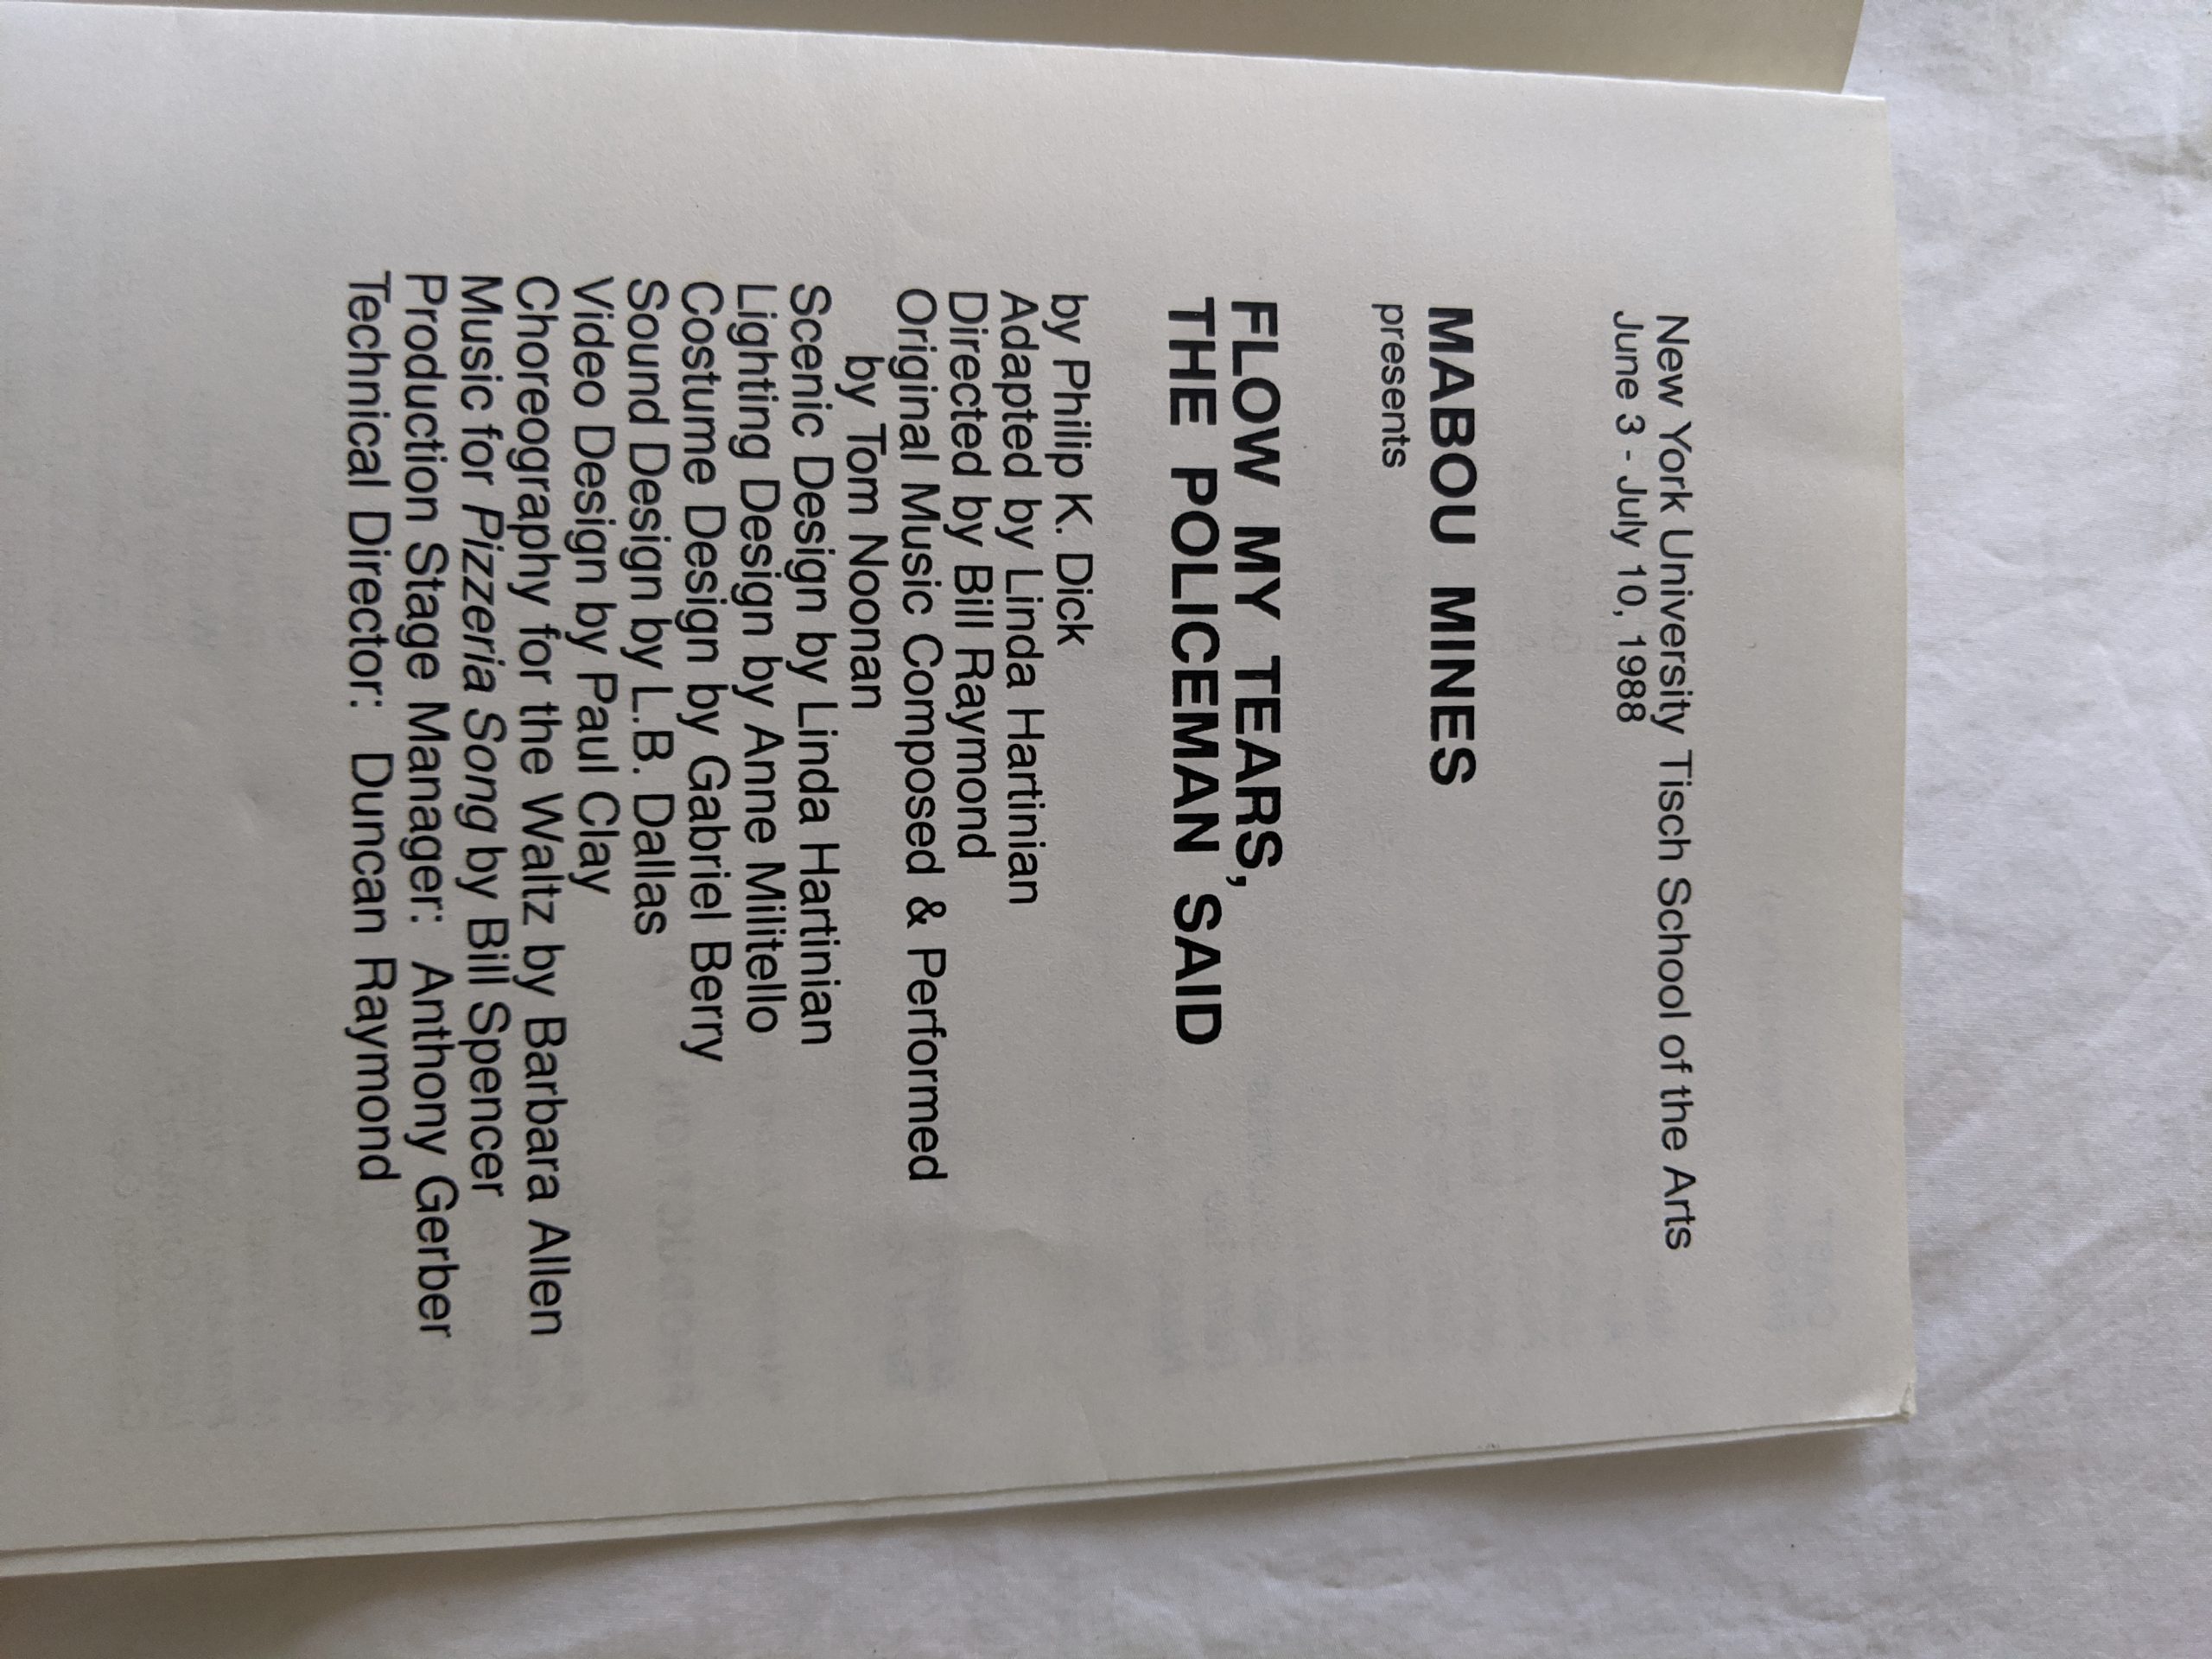 New York University Tisch School of the Arts
June 3 - July 10, 1988
MABOU MINES
presents
FLOW MY TEARS,
THE POLICEMAN SAID
by Philip K. Dick
Adapted by Linda Hartinian
Directed by Bill Raymond
Original Music Composed & Performed
by Tom Noonan
Scenic Design by Linda Hartinian
Lighting Design by Anne Militello
Costume Design by Gabriel Berry
Sound Design by L.B. Dallas
Video Design by Paul Clay
Choreography for the Waltz by Barbara Allen
Music for Pizzeria Song by Bill Spencer
Production Stage Manager: Anthony Gerber
Technical Director: Duncan Raymond